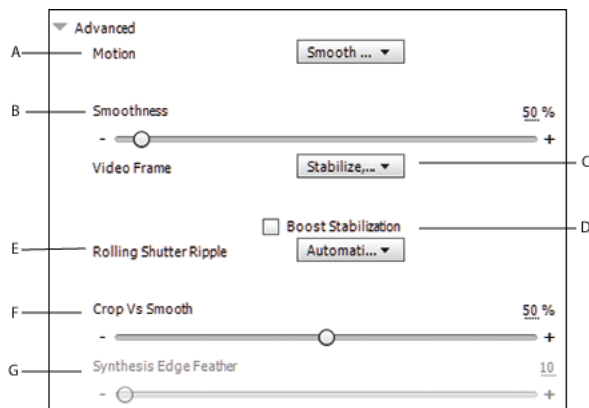 Advanced
A Motion Smooth ...
B Smoothness 50 %
- +
Video Frame Stabilize,... C
Boost Stabilization D
E Rolling Shutter Ripple Automati...
F Crop Vs Smooth 50 %
- +
G Synthesis Edge Feather 10
- +